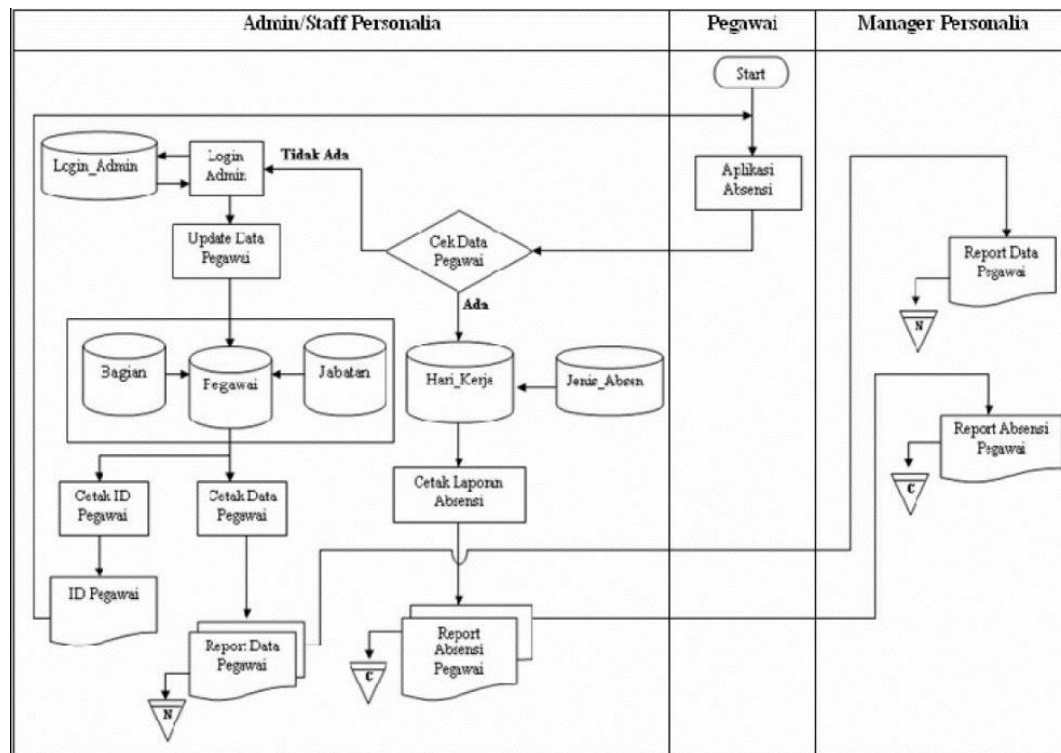 Admin/Staff Personalia
Pegawai
Manager Personalia
Start
Login_Admin
Login
Admin
Tidak Ada
Aplikasi
Absensi
Update Data
Pegawai
Cek Data
Pegawai
Report Data
Pegawai
N
Ada
Bagian
Pegawai
Jabatan
Hari_Kerja
Jenis_Absen
Report Absensi
Pegawai
C
Cetak ID
Pegawai
Cetak Data
Pegawai
Cetak Laporan
Absensi
ID Pegawai
Report Data
Pegawai
N
Report
Absensi
Pegawai
C